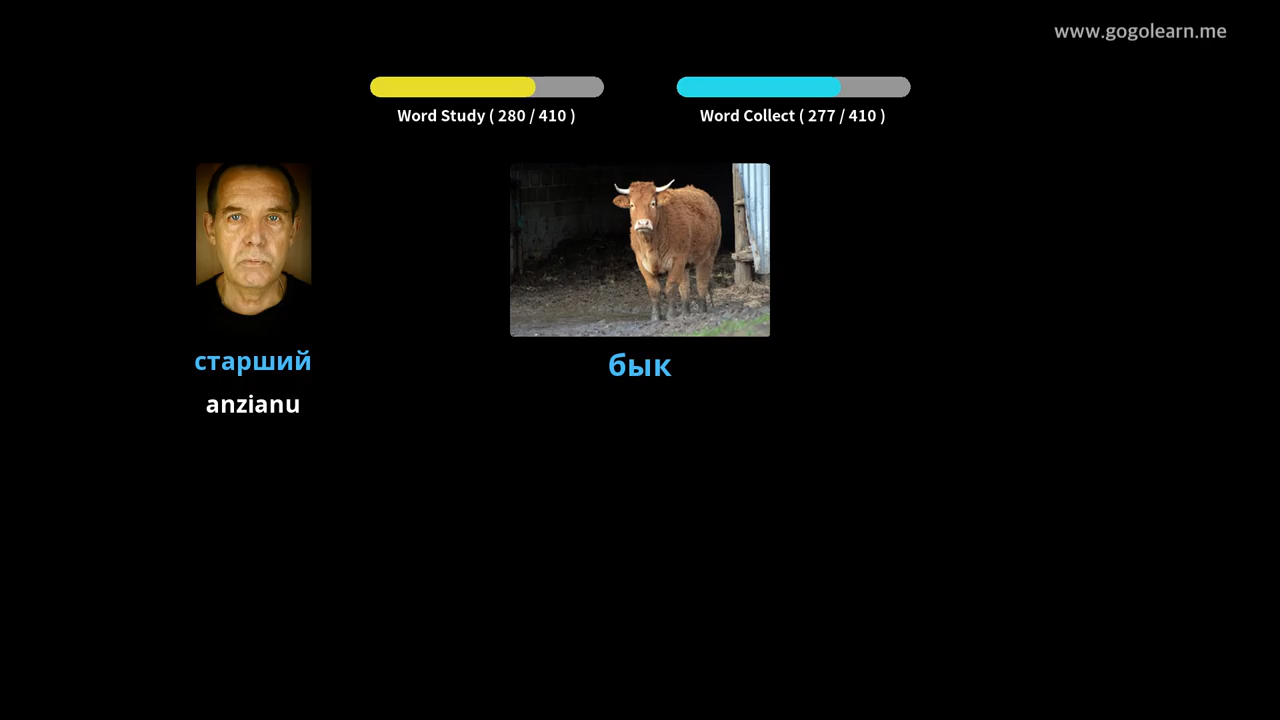 www.gogolearn.me
Word Study ( 280 / 410 )
Word Collect ( 277 / 410 )
старший
anzianu
бык